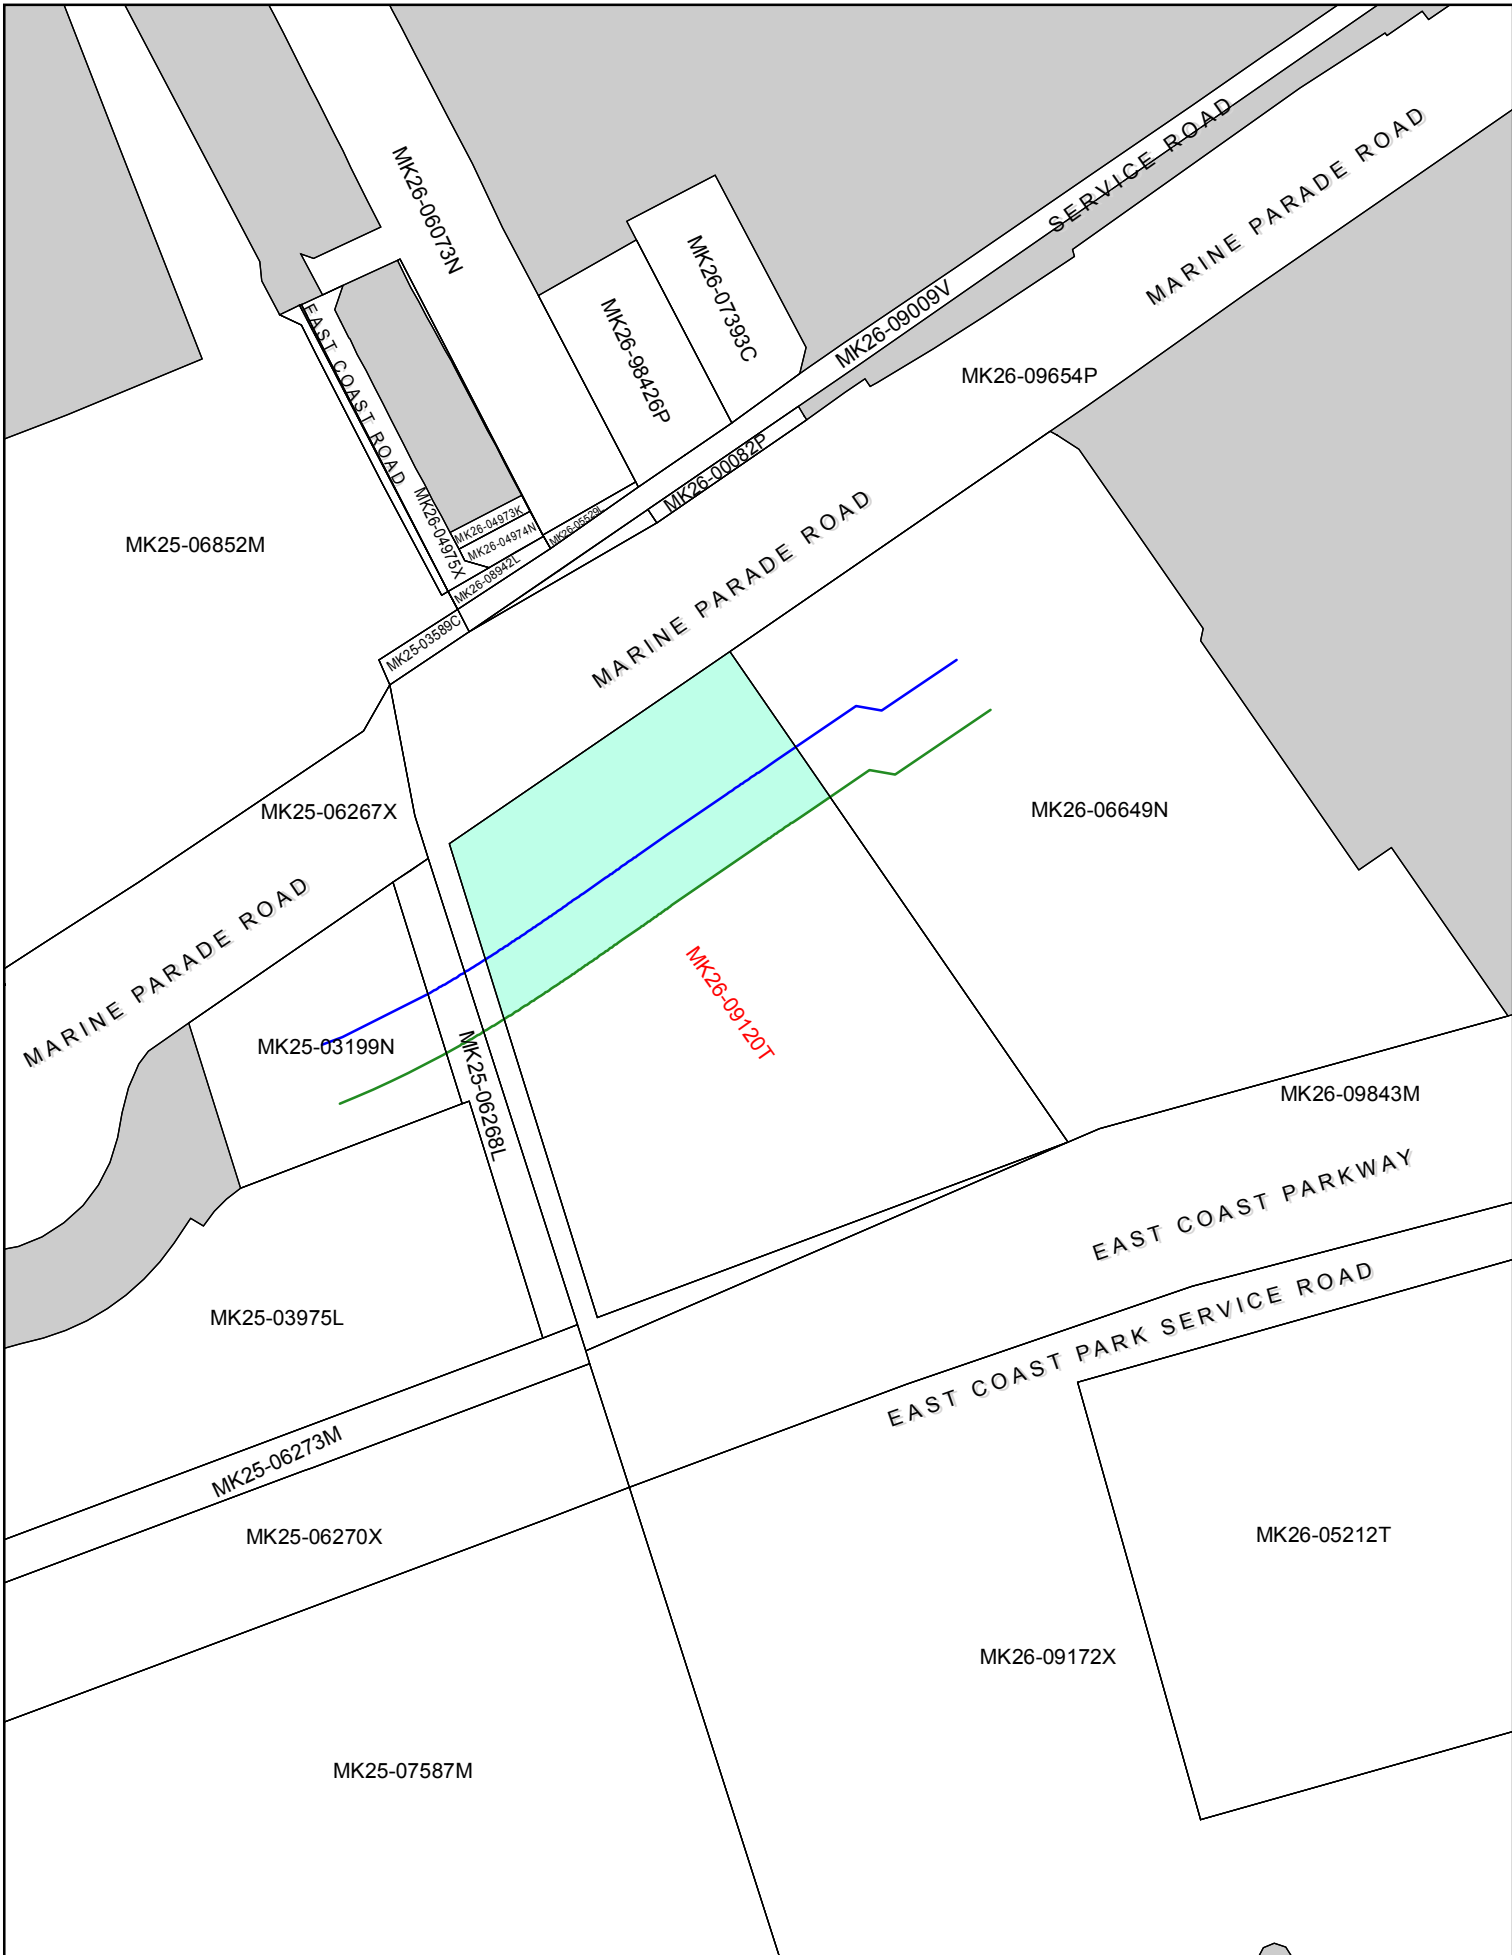 SERVICE ROAD
MARINE PARADE ROAD
MK26-06073N
MK26-07393C
MK26-98426P
MK26-09009V
MK26-09654P
EAST COAST ROAD
MK26-00082P
MK26-04973K
MK26-05529L
MK26-04974N
MK26-04975X
MK26-08942L
MK25-06852M
MK25-03589C
MARINE PARADE ROAD
MK25-06267X
MK26-06649N
MARINE PARADE ROAD
MK26-09120T
MK25-03199N
MK25-06268L
MK26-09843M
EAST COAST PARKWAY
MK25-03975L
EAST COAST PARK SERVICE ROAD
MK25-06273M
MK25-06270X
MK26-05212T
MK26-09172X
MK25-07587M